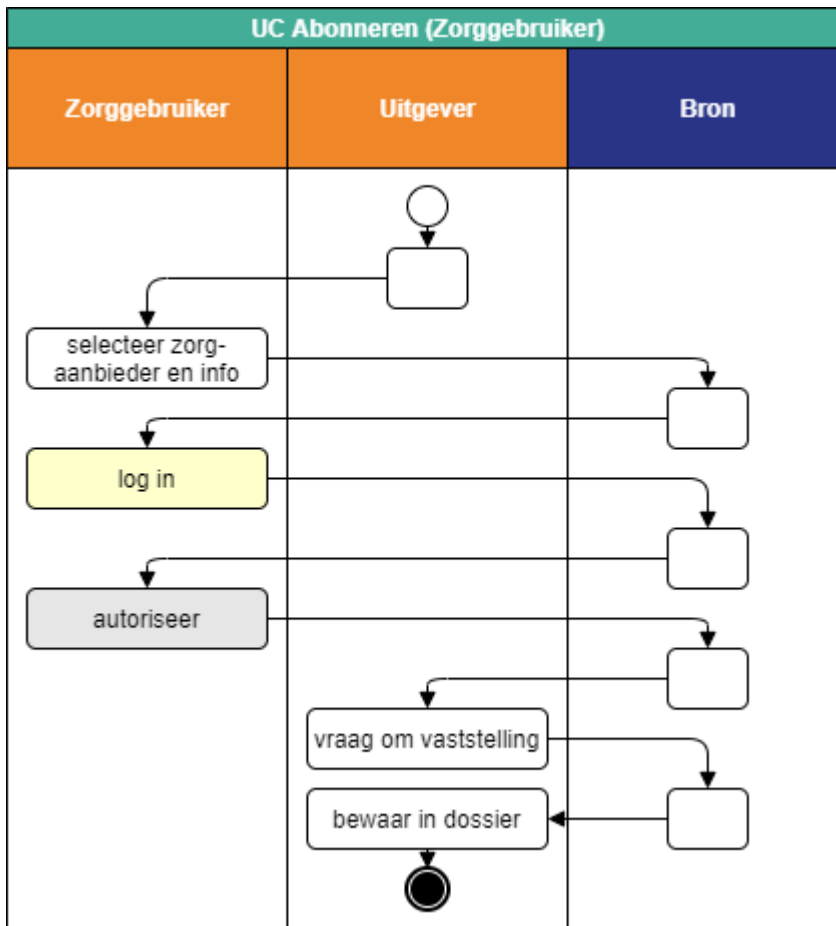 UC Abonneren (Zorggebruiker)
Zorggebruiker
Uitgever
Bron
selecteer zorg-
aanbieder en info
log in
autoriseer
vraag om vaststelling
bewaar in dossier